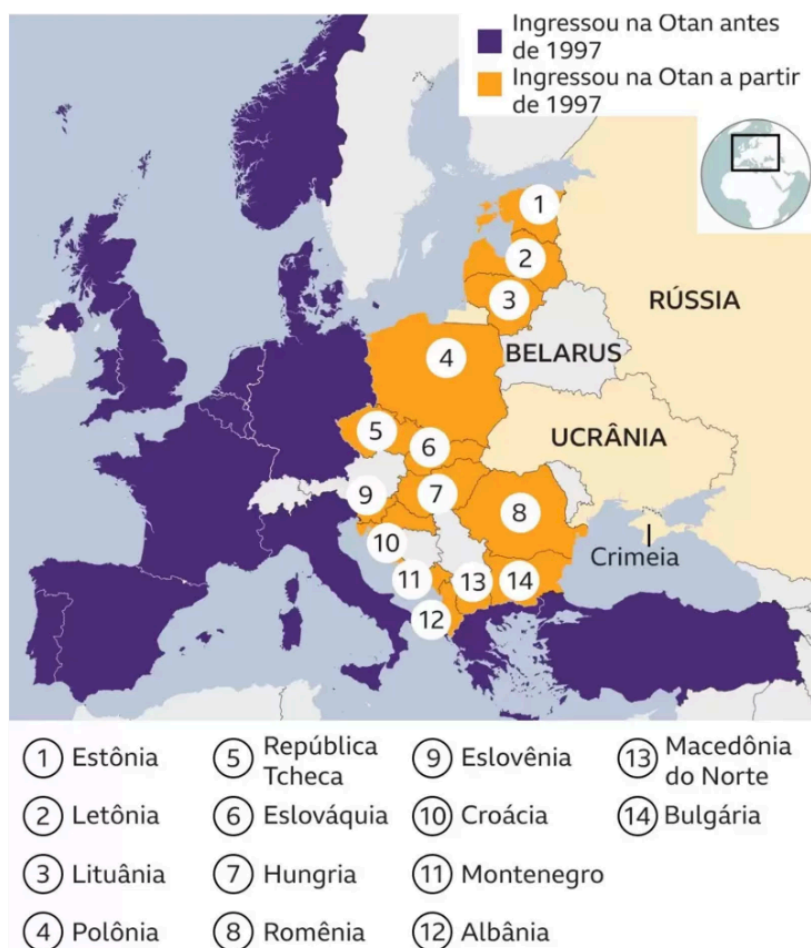 Ingressou na Otan antes
de 1997
Ingressou na Otan a partir
de 1997
1
2
3
RÚSSIA
BELARUS
4
5
UCRÂNIA
6
7
9
8
10
Crimeia
11
13
14
12
1 Estônia
2 Letônia
3 Lituânia
4 Polônia
5 República
Tcheca
6 Eslováquia
7 Hungria
8 Romênia
9 Eslovênia
10 Croácia
11 Montenegro
12 Albânia
13 Macedônia
do Norte
14 Bulgária